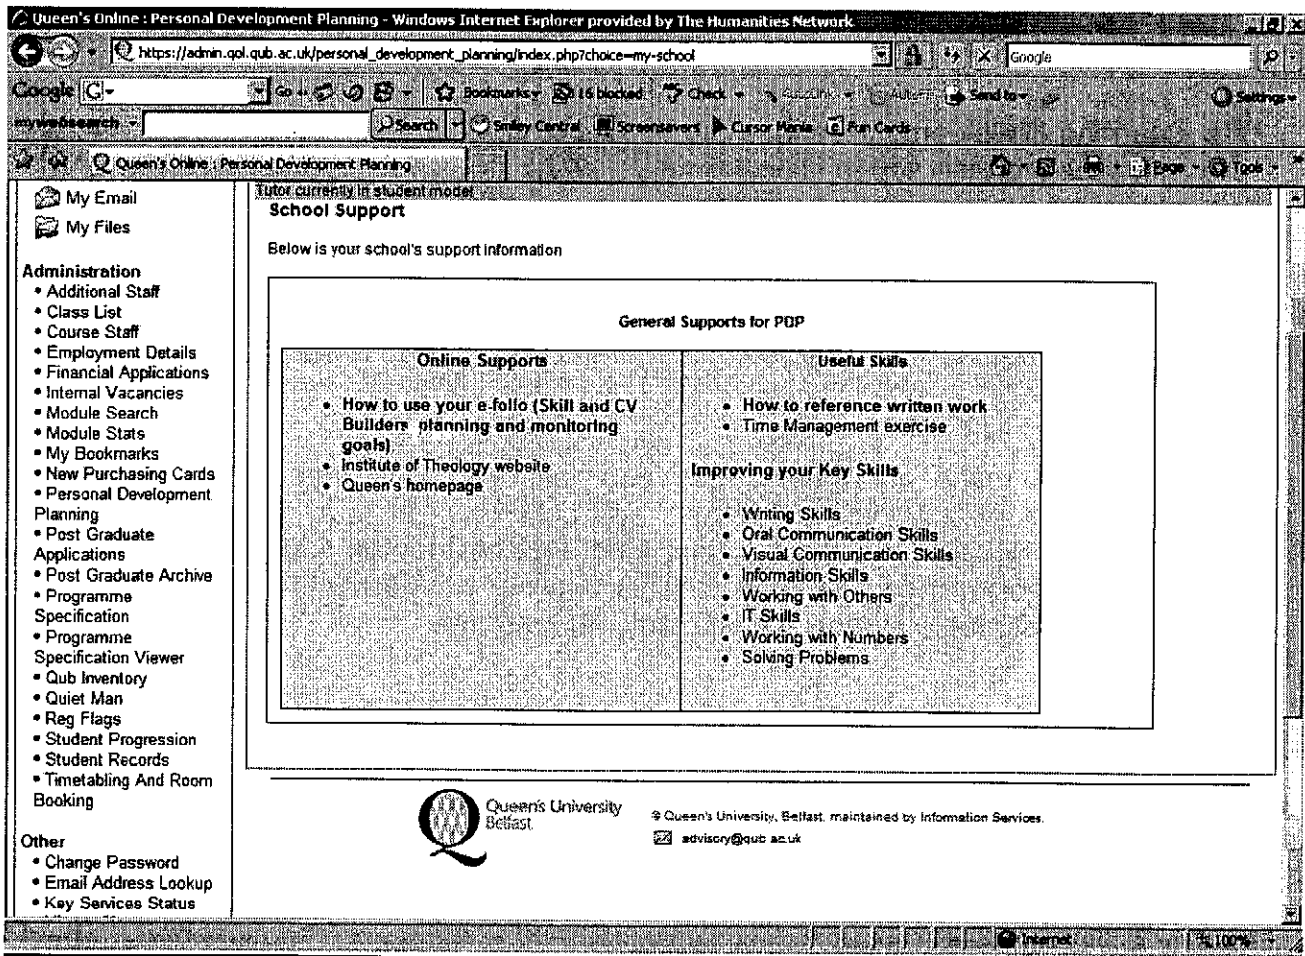 Queen's Online : Personal Development Planning - Windows Internet Explorer provided by The Humanities Network
https://admin.qol.qub.ac.uk/personal_development_planning/index.php?choice=my-school
Google
Google
Go
Bookmarks
16 blocked
Check
Send to
Settings
mywebsearch
Search
Smiley Central
Screensavers
Cursor Mania
Fun Cards
Queen's Online : Personal Development Planning
Page
Tools
My Email
My Files
Administration
• Additional Staff
• Class List
• Course Staff
• Employment Details
• Financial Applications
• Internal Vacancies
• Module Search
• Module Stats
• My Bookmarks
• New Purchasing Cards
• Personal Development
Planning
• Post Graduate
Applications
• Post Graduate Archive
• Programme
Specification
• Programme
Specification Viewer
• Qub Inventory
• Quiet Man
• Reg Flags
• Student Progression
• Student Records
• Timetabling And Room
Booking
Other
• Change Password
• Email Address Lookup
• Key Services Status
Tutor currently in student mode!
School Support
Below is your school's support information
General Supports for PDP
Online Supports
• How to use your e-folio (Skill and CV
Builders planning and monitoring
goals)
• Institute of Theology website
• Queen's homepage
Useful Skills
• How to reference written work
• Time Management exercise
Improving your Key Skills
• Writing Skills
• Oral Communication Skills
• Visual Communication Skills
• Information Skills
• Working with Others
• IT Skills
• Working with Numbers
• Solving Problems
Queen's University
Belfast
© Queen's University, Belfast, maintained by Information Services.
advisory@qub.ac.uk
Internet
100%